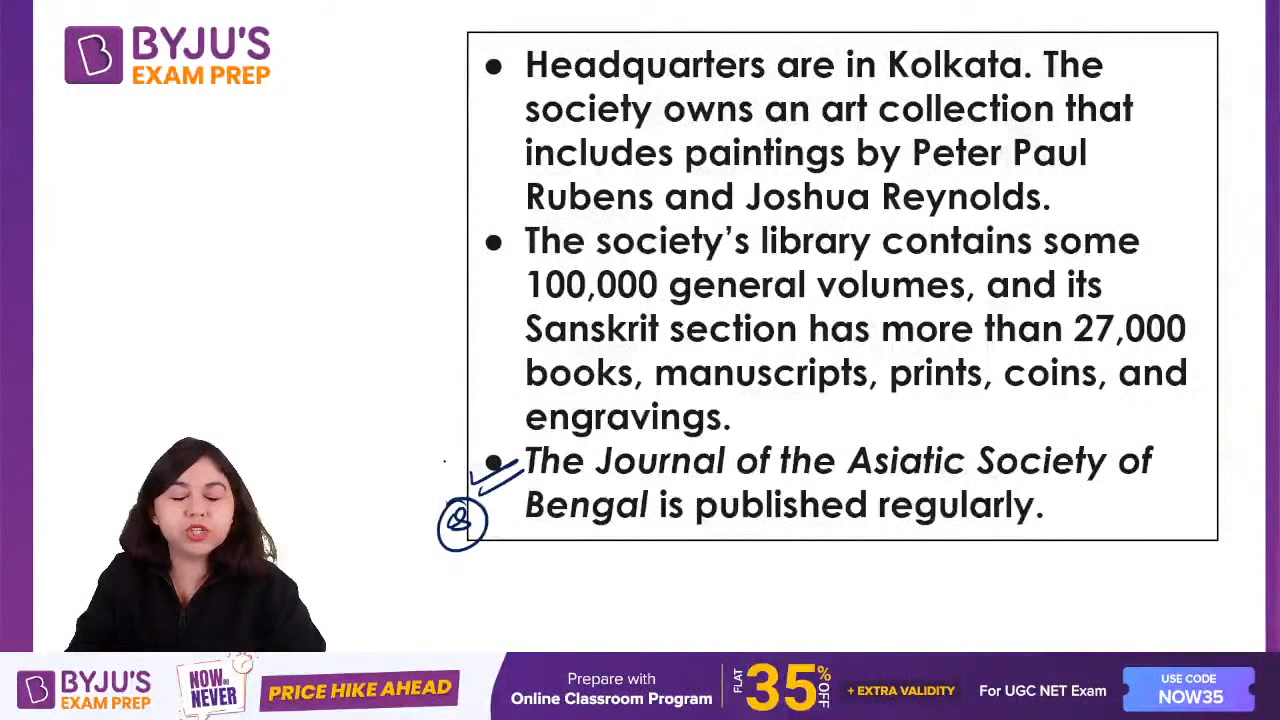 BYJU'S
EXAM PREP
● Headquarters are in Kolkata. The
society owns an art collection that
includes paintings by Peter Paul
Rubens and Joshua Reynolds.
● The society's library contains some
100,000 general volumes, and its
Sanskrit section has more than 27,000
books, manuscripts, prints, coins, and
engravings.
● The Journal of the Asiatic Society of
Bengal is published regularly.
BYJU'S
EXAM PREP
NOW OR
NEVER
PRICE HIKE AHEAD
Prepare with
Online Classroom Program
FLAT
35% OFF
+ EXTRA VALIDITY
For UGC NET Exam
USE CODE
NOW35